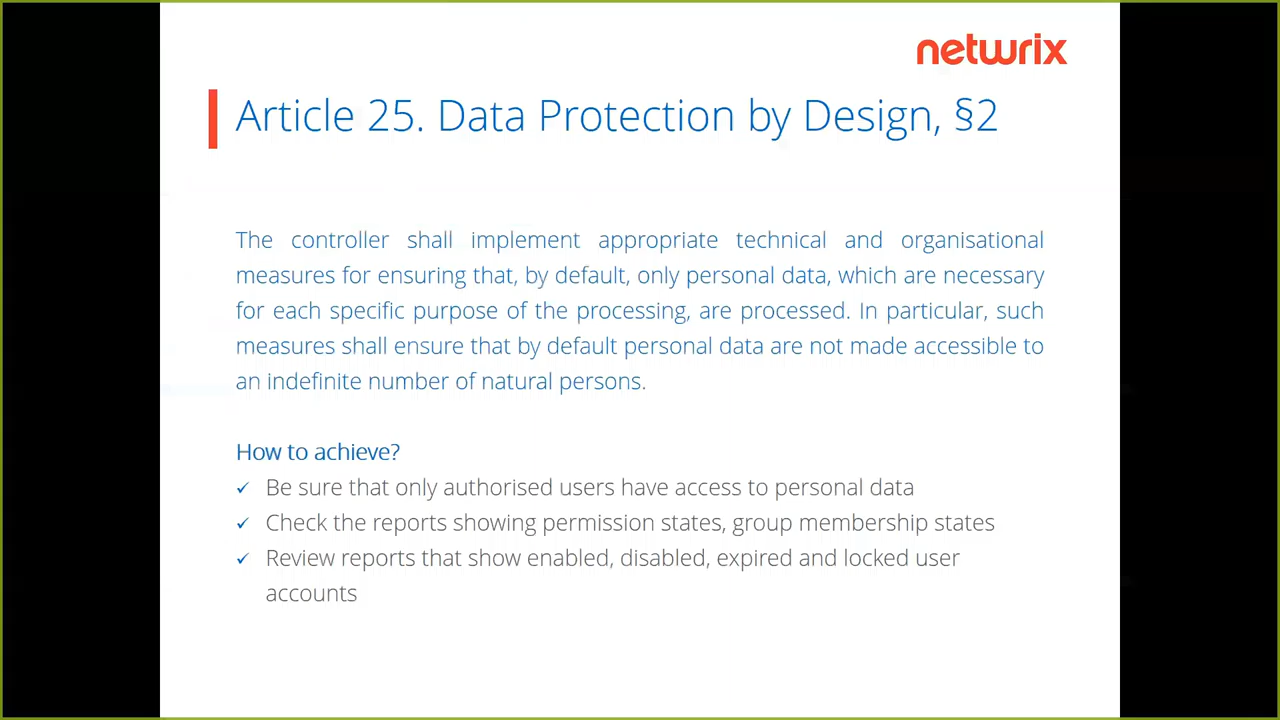 netwrix
Article 25. Data Protection by Design, §2
The controller shall implement appropriate technical and organisational
measures for ensuring that, by default, only personal data, which are necessary
for each specific purpose of the processing, are processed. In particular, such
measures shall ensure that by default personal data are not made accessible to
an indefinite number of natural persons.
How to achieve?
✓ Be sure that only authorised users have access to personal data
✓ Check the reports showing permission states, group membership states
✓ Review reports that show enabled, disabled, expired and locked user
accounts